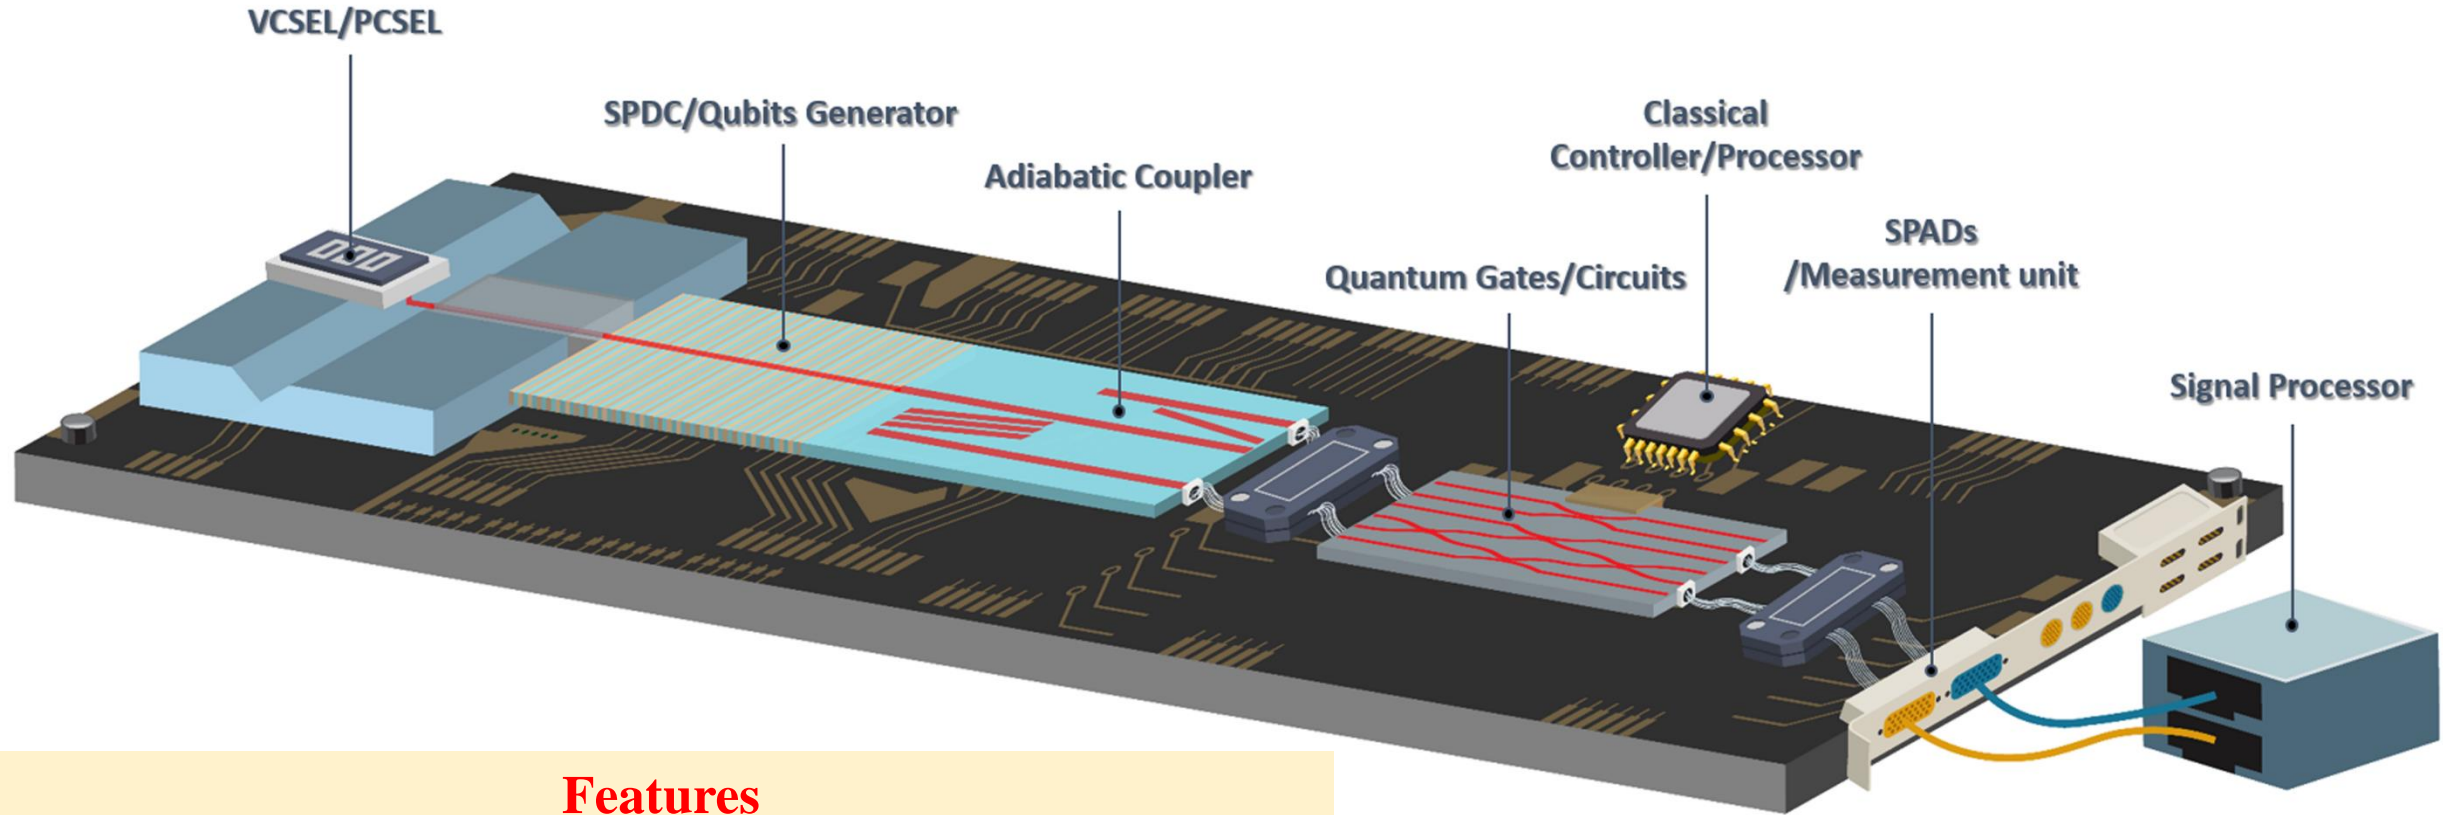 VCSEL/PCSEL
SPDC/Qubits Generator
Adiabatic Coupler
Classical
Controller/Processor
SPADs
/Measurement unit
Quantum Gates/Circuits
Signal Processor
Features